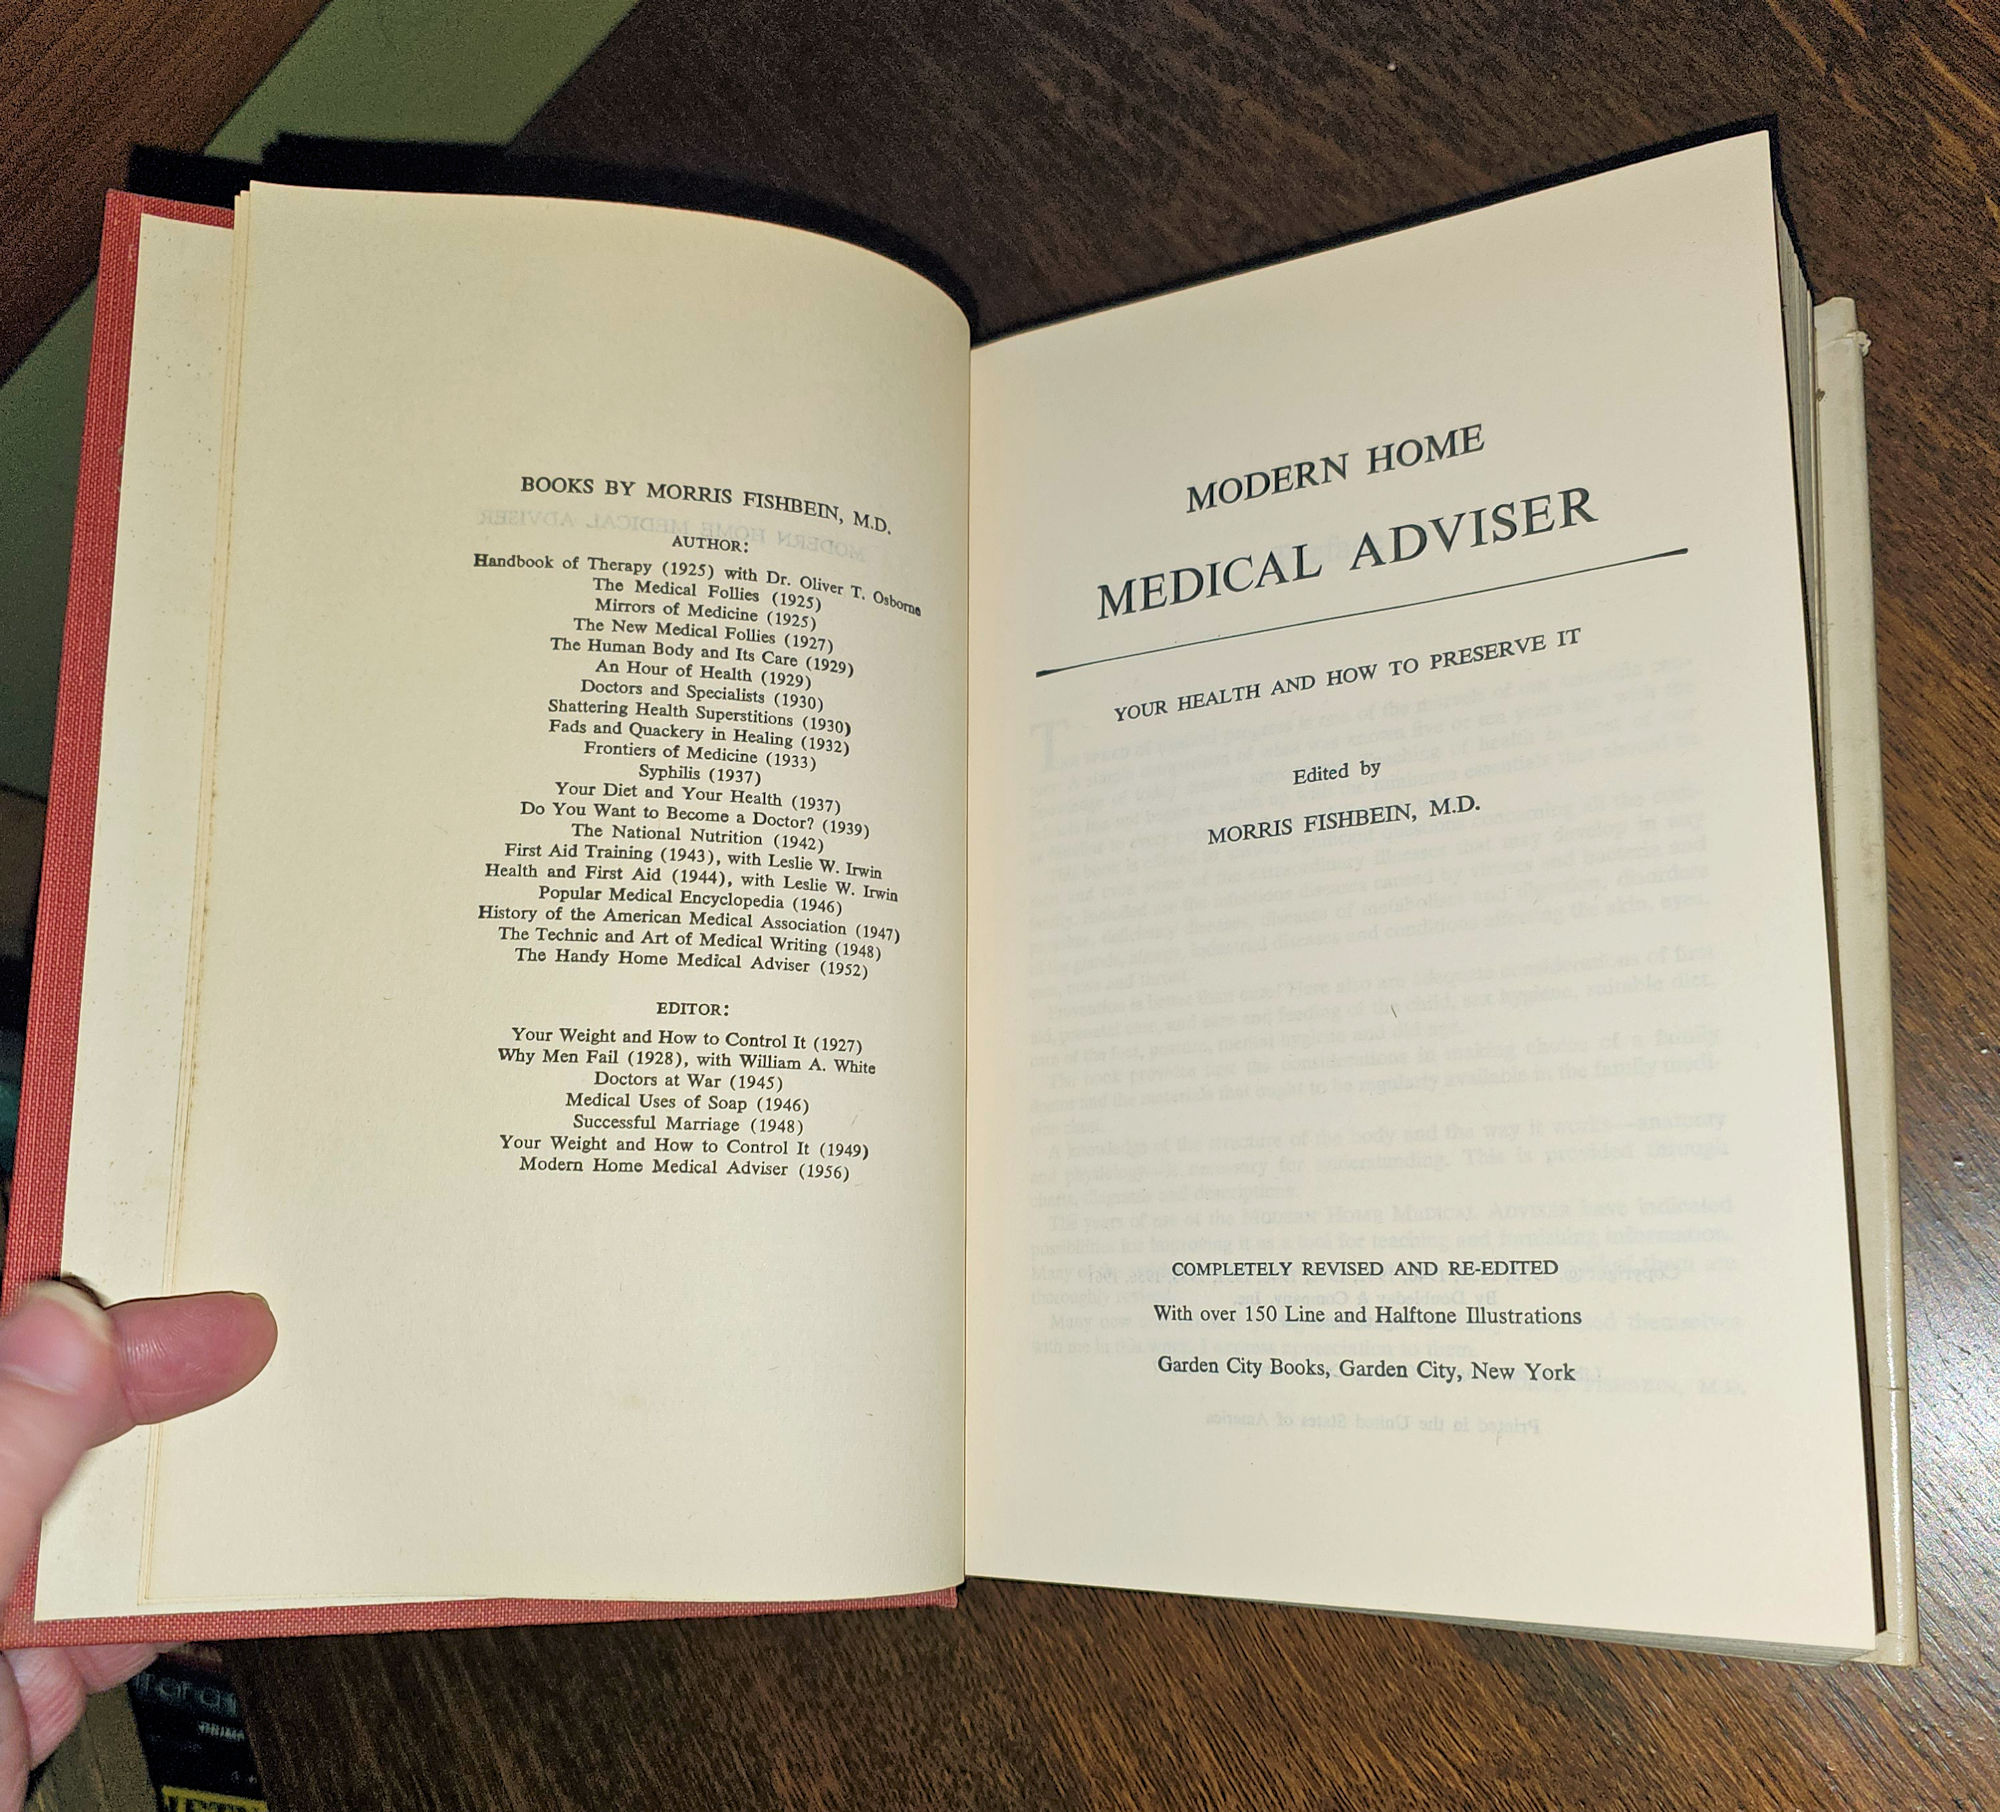 BOOKS BY MORRIS FISHBEIN, M.D.
AUTHOR:
Handbook of Therapy (1925) with Dr. Oliver T. Osborne
The Medical Follies (1925)
Mirrors of Medicine (1925)
The New Medical Follies (1927)
The Human Body and Its Care (1929)
An Hour of Health (1929)
Doctors and Specialists (1930)
Shattering Health Superstitions (1930)
Fads and Quackery in Healing (1932)
Frontiers of Medicine (1933)
Syphilis (1937)
Your Diet and Your Health (1937)
Do You Want to Become a Doctor? (1939)
The National Nutrition (1942)
First Aid Training (1943), with Leslie W. Irwin
Health and First Aid (1944), with Leslie W. Irwin
Popular Medical Encyclopedia (1946)
History of the American Medical Association (1947)
The Technic and Art of Medical Writing (1948)
The Handy Home Medical Adviser (1952)
EDITOR:
Your Weight and How to Control It (1927)
Why Men Fail (1928), with William A. White
Doctors at War (1945)
Medical Uses of Soap (1946)
Successful Marriage (1948)
Your Weight and How to Control It (1949)
Modern Home Medical Adviser (1956)
MODERN HOME
MEDICAL ADVISER
YOUR HEALTH AND HOW TO PRESERVE IT
Edited by
MORRIS FISHBEIN, M.D.
COMPLETELY REVISED AND RE-EDITED
With over 150 Line and Halftone Illustrations
Garden City Books, Garden City, New York